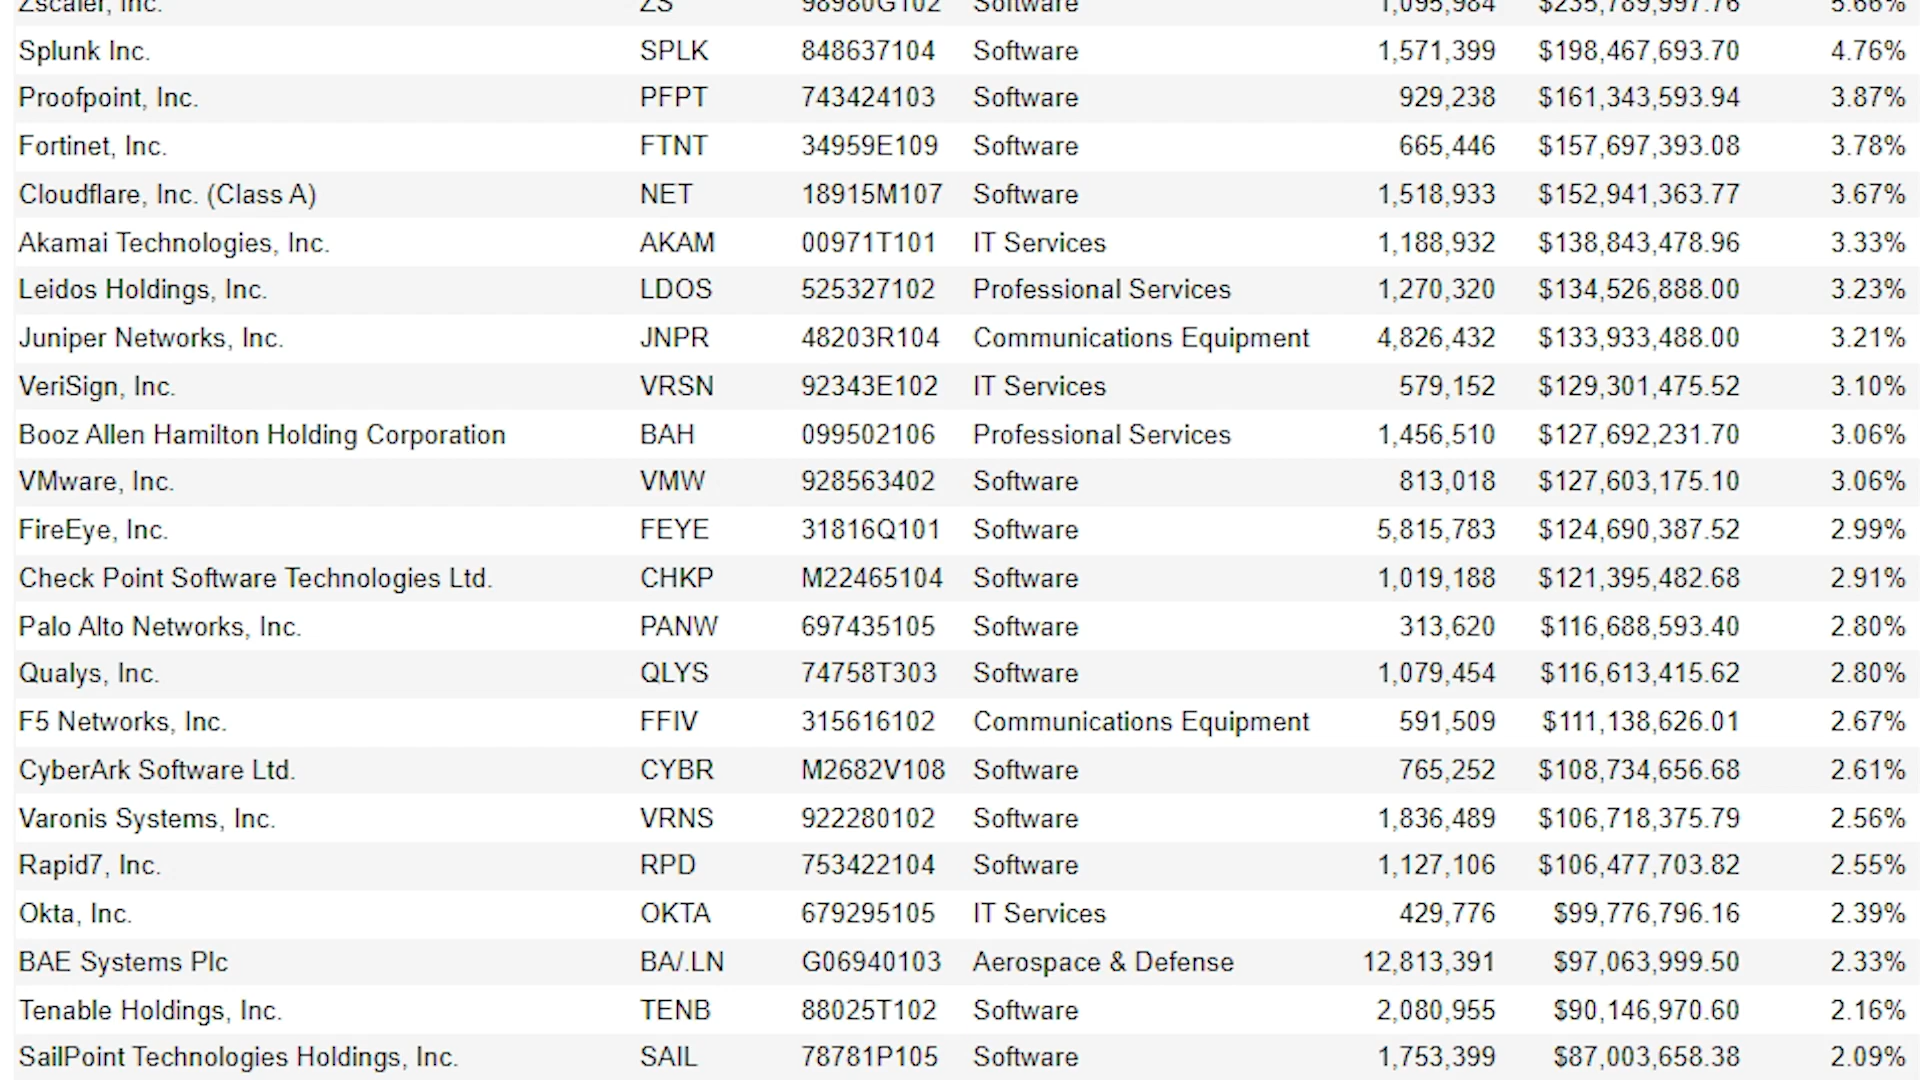 Zscaler, Inc. ZS 98980G102 Software 1,095,984 $235,789,997.76 5.66%
Splunk Inc. SPLK 848637104 Software 1,571,399 $198,467,693.70 4.76%
Proofpoint, Inc. PFPT 743424103 Software 929,238 $161,343,593.94 3.87%
Fortinet, Inc. FTNT 34959E109 Software 665,446 $157,697,393.08 3.78%
Cloudflare, Inc. (Class A) NET 18915M107 Software 1,518,933 $152,941,363.77 3.67%
Akamai Technologies, Inc. AKAM 00971T101 IT Services 1,188,932 $138,843,478.96 3.33%
Leidos Holdings, Inc. LDOS 525327102 Professional Services 1,270,320 $134,526,888.00 3.23%
Juniper Networks, Inc. JNPR 48203R104 Communications Equipment 4,826,432 $133,933,488.00 3.21%
VeriSign, Inc. VRSN 92343E102 IT Services 579,152 $129,301,475.52 3.10%
Booz Allen Hamilton Holding Corporation BAH 099502106 Professional Services 1,456,510 $127,692,231.70 3.06%
VMware, Inc. VMW 928563402 Software 813,018 $127,603,175.10 3.06%
FireEye, Inc. FEYE 31816Q101 Software 5,815,783 $124,690,387.52 2.99%
Check Point Software Technologies Ltd. CHKP M22465104 Software 1,019,188 $121,395,482.68 2.91%
Palo Alto Networks, Inc. PANW 697435105 Software 313,620 $116,688,593.40 2.80%
Qualys, Inc. QLYS 74758T303 Software 1,079,454 $116,613,415.62 2.80%
F5 Networks, Inc. FFIV 315616102 Communications Equipment 591,509 $111,138,626.01 2.67%
CyberArk Software Ltd. CYBR M2682V108 Software 765,252 $108,734,656.68 2.61%
Varonis Systems, Inc. VRNS 922280102 Software 1,836,489 $106,718,375.79 2.56%
Rapid7, Inc. RPD 753422104 Software 1,127,106 $106,477,703.82 2.55%
Okta, Inc. OKTA 679295105 IT Services 429,776 $99,776,796.16 2.39%
BAE Systems Plc BA/.LN G06940103 Aerospace & Defense 12,813,391 $97,063,999.50 2.33%
Tenable Holdings, Inc. TENB 88025T102 Software 2,080,955 $90,146,970.60 2.16%
SailPoint Technologies Holdings, Inc. SAIL 78781P105 Software 1,753,399 $87,003,658.38 2.09%